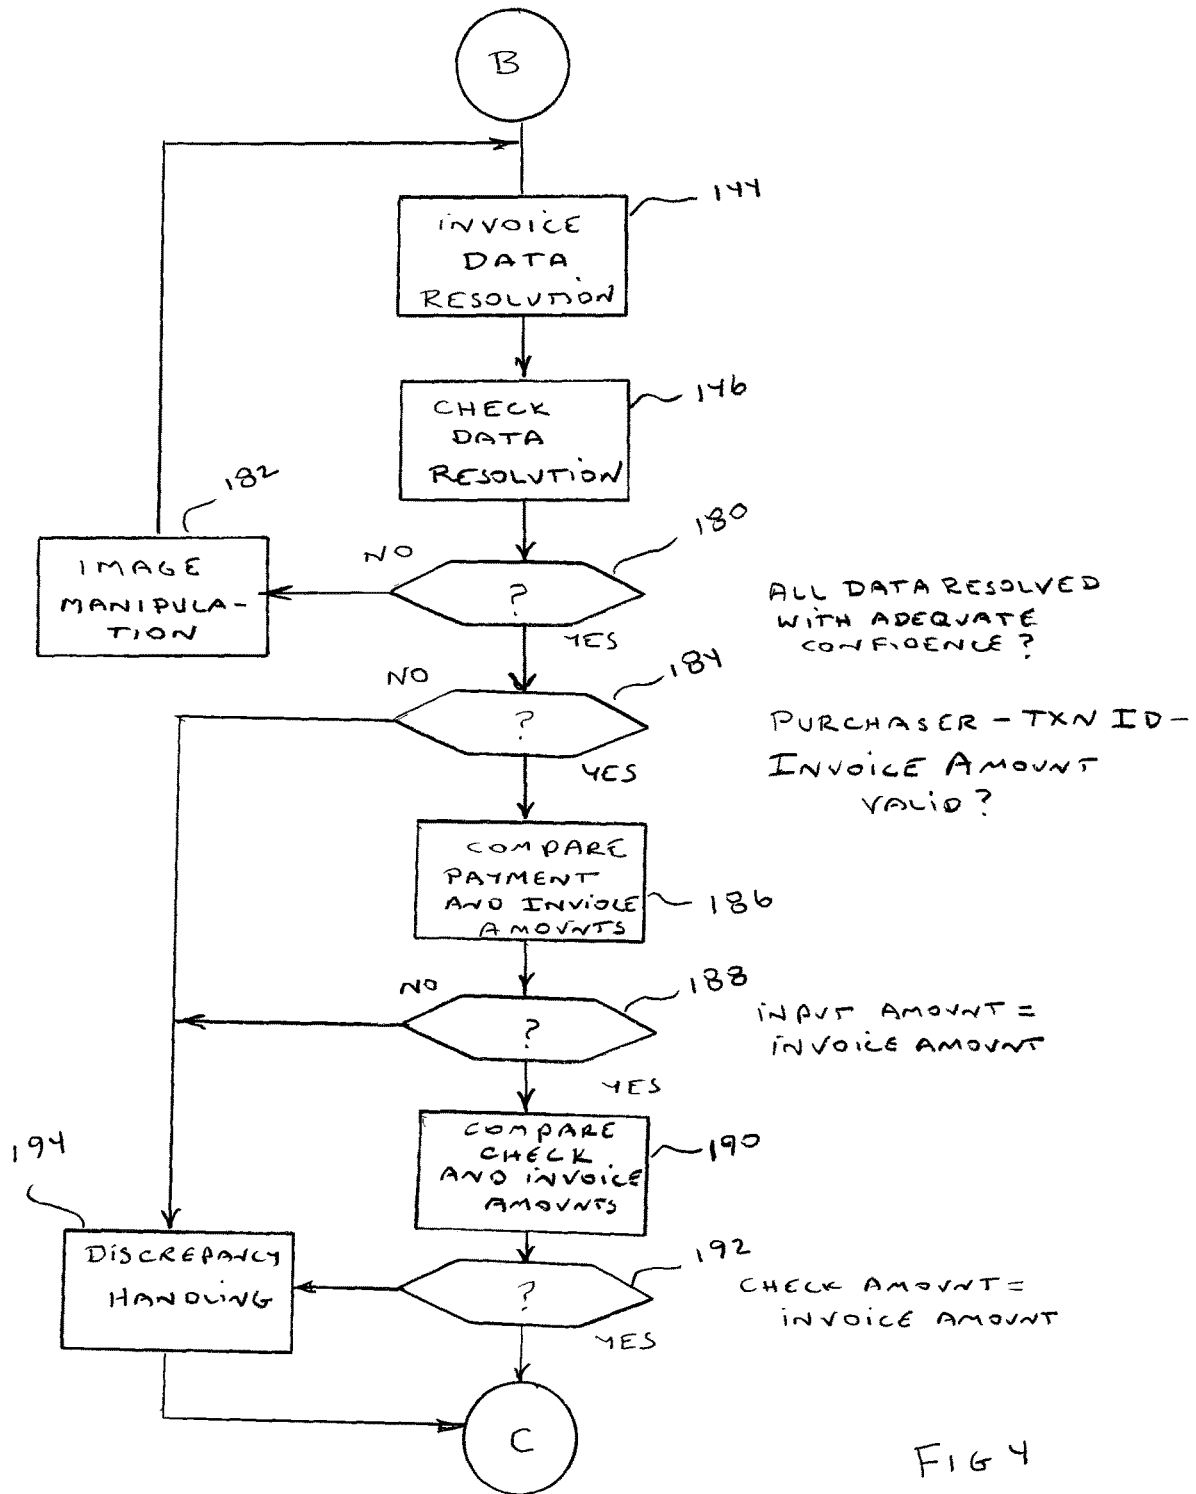 B
144
INVOICE
DATA
RESOLUTION
146
CHECK
DATA
RESOLUTION
182
180
NO
?
YES
IMAGE
MANIPULA-
TION
ALL DATA RESOLVED
WITH ADEQUATE
CONFIDENCE?
NO
184
?
YES
PURCHASER - TXN ID -
INVOICE AMOUNT
VALID?
COMPARE
PAYMENT
AND INVIOLE
AMOUNTS
186
NO
188
?
YES
INPUT AMOUNT =
INVOICE AMOUNT
COMPARE
CHECK
AND INVOICE
AMOUNTS
190
194
DISCREPANCY
HANDLING
192
?
YES
CHECK AMOUNT =
INVOICE AMOUNT
C
FIG 4